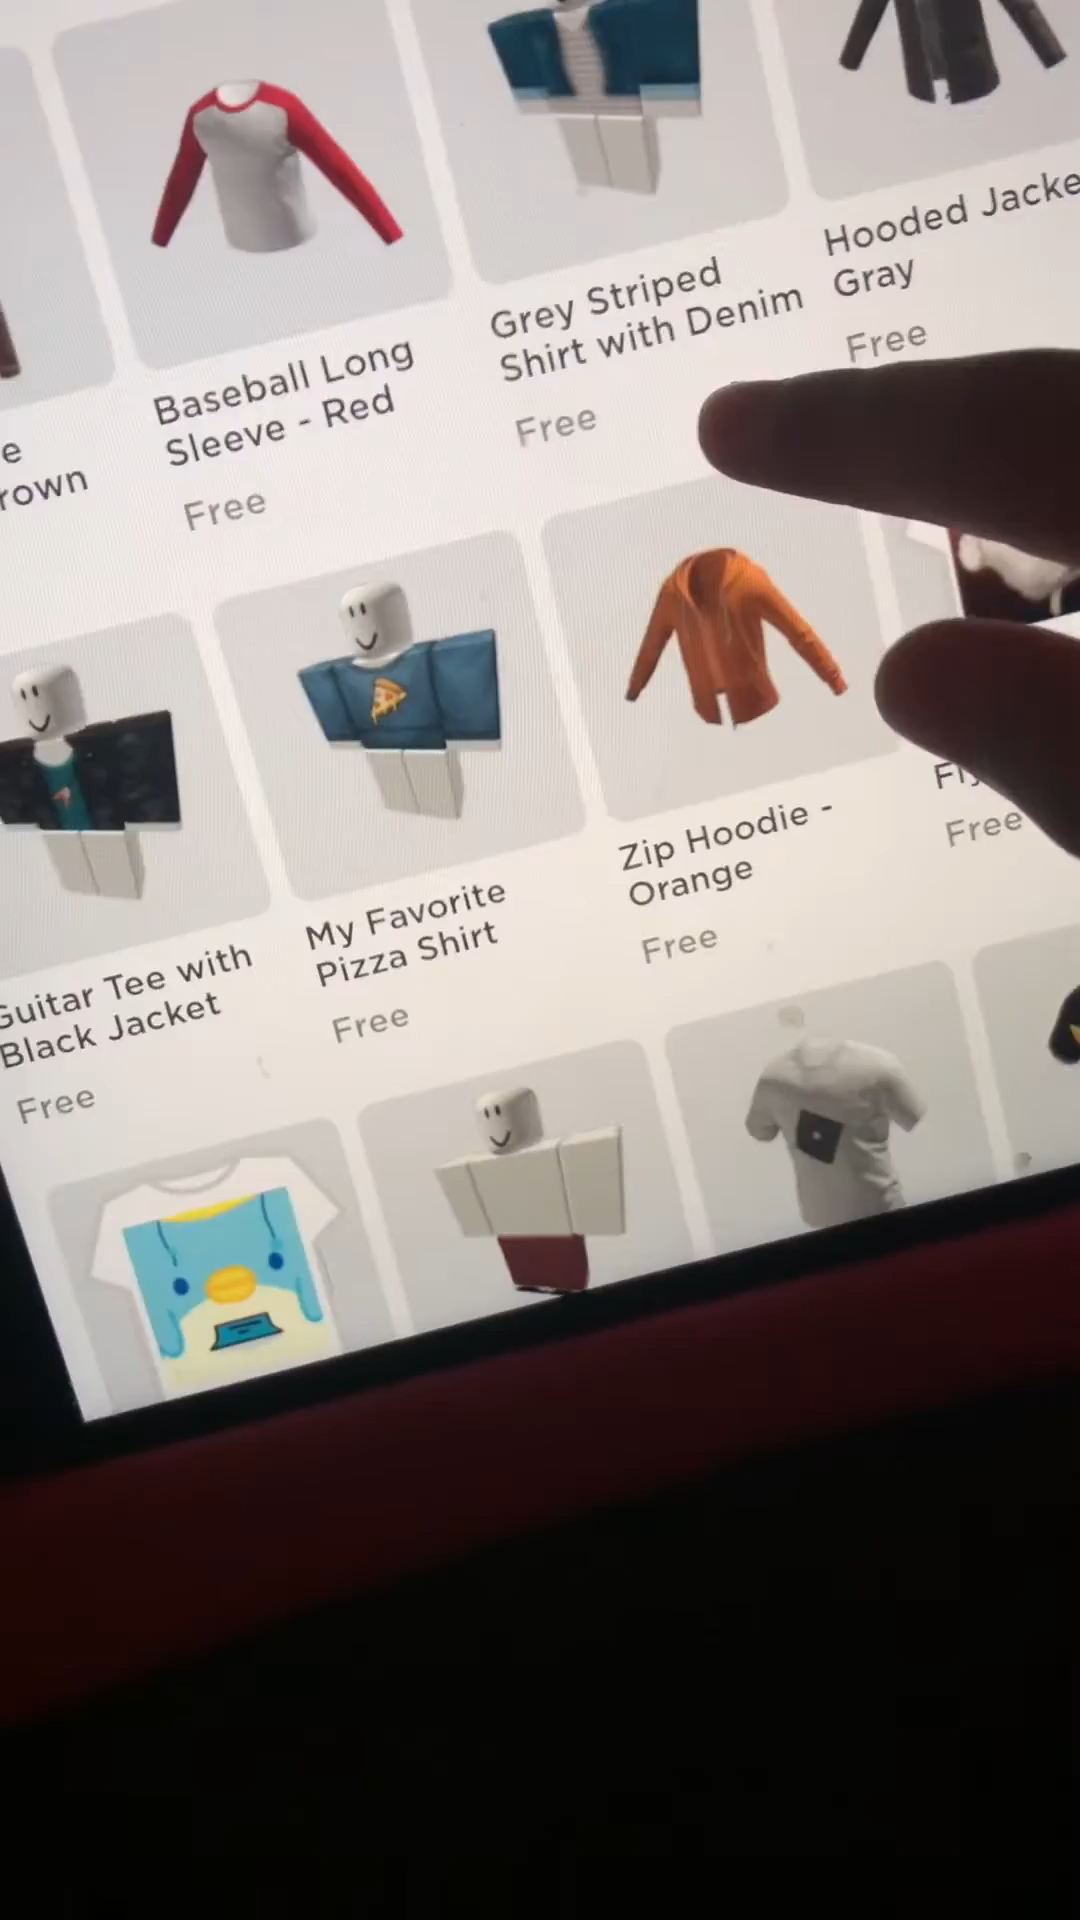 e
rown
Baseball Long
Sleeve - Red
Free
Grey Striped
Shirt with Denim
Free
Hooded Jacke
Gray
Free
Guitar Tee with
Black Jacket
Free
My Favorite
Pizza Shirt
Free
Zip Hoodie -
Orange
Free
Free